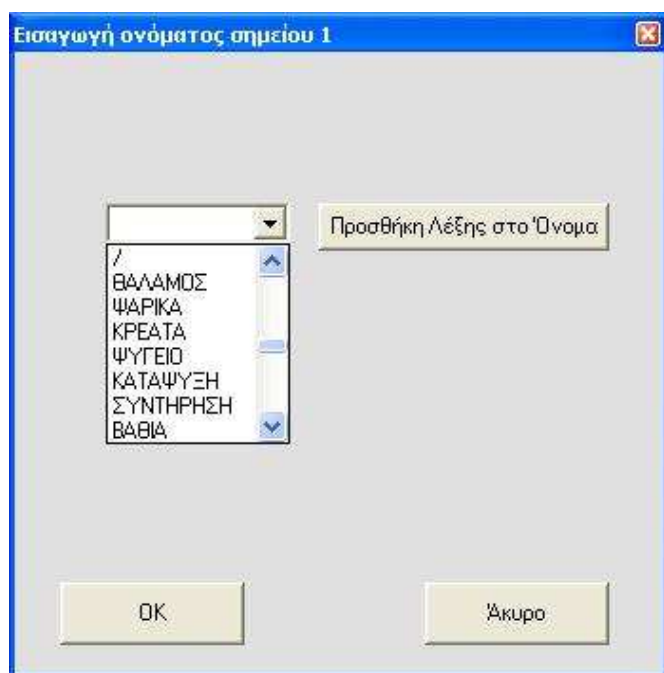 Εισαγωγή ονόματος σημείου 1
Προσθήκη Λέξης στο Όνομα
/
ΘΑΛΑΜΟΣ
ΨΑΡΙΚΑ
ΚΡΕΑΤΑ
ΨΥΓΕΙΟ
ΚΑΤΑΨΥΞΗ
ΣΥΝΤΗΡΗΣΗ
ΒΑΘΙΑ
OK
Άκυρο